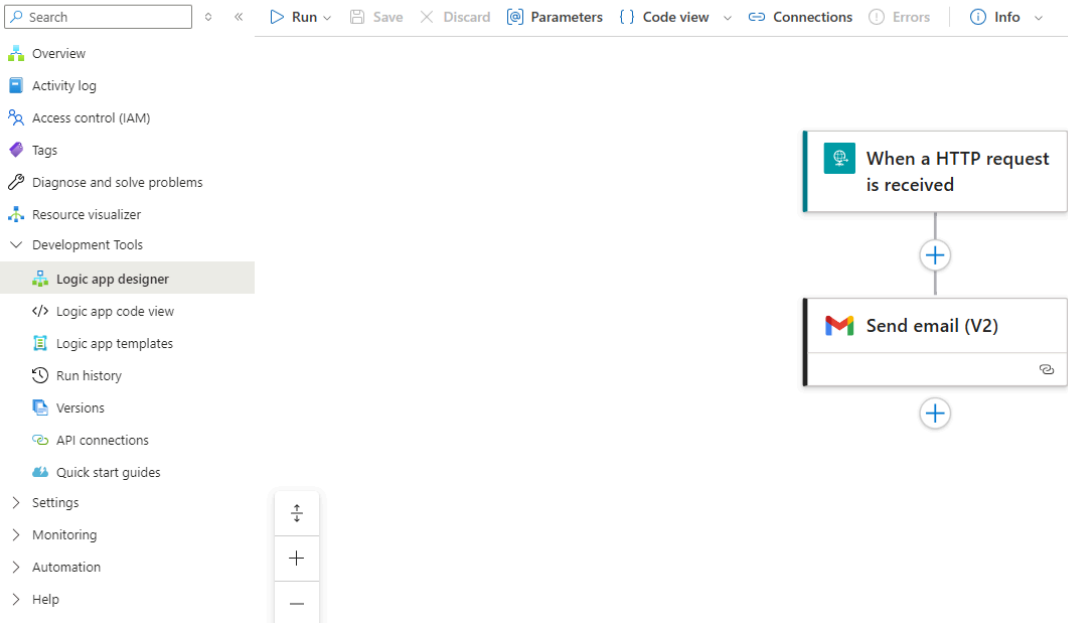 Search
Run Save Discard Parameters Code view Connections Errors Info
Overview
Activity log
Access control (IAM)
Tags
Diagnose and solve problems
Resource visualizer
Development Tools
Logic app designer
Logic app code view
Logic app templates
Run history
Versions
API connections
Quick start guides
Settings
Monitoring
Automation
Help
When a HTTP request
is received
Send email (V2)